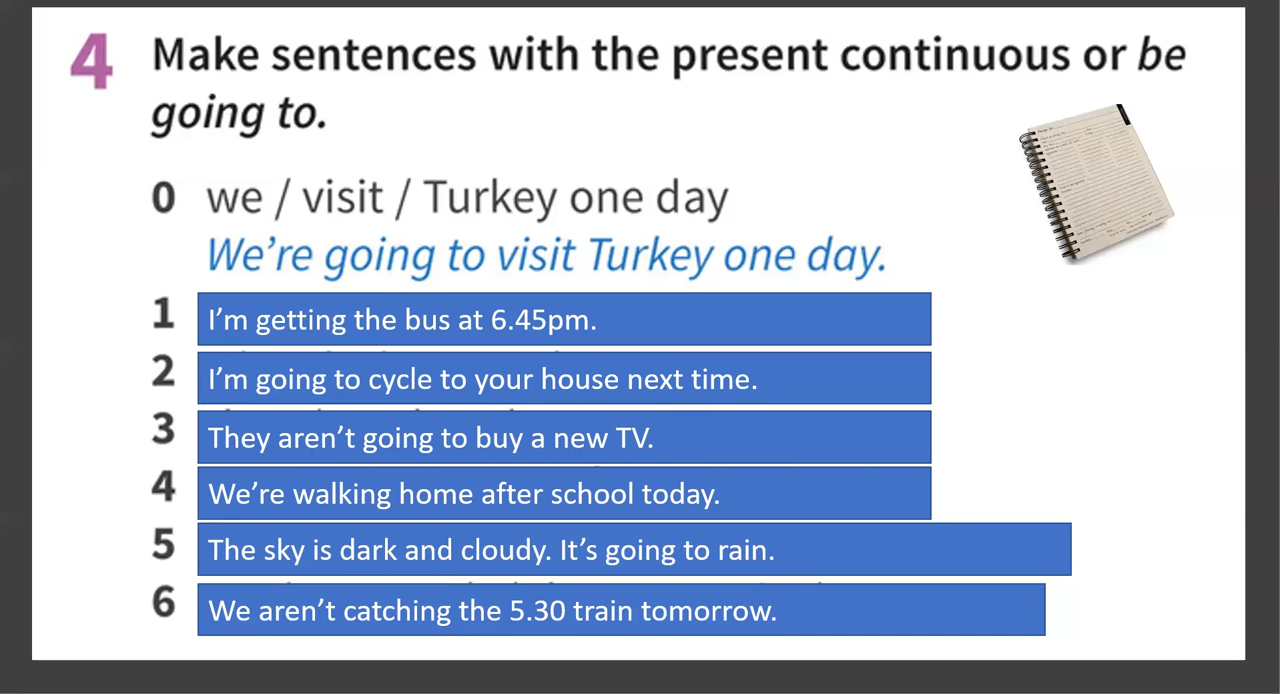 4 Make sentences with the present continuous or be
going to.
0 we / visit / Turkey one day
We’re going to visit Turkey one day.
1 I’m getting the bus at 6.45pm.
2 I’m going to cycle to your house next time.
3 They aren’t going to buy a new TV.
4 We’re walking home after school today.
5 The sky is dark and cloudy. It’s going to rain.
6 We aren’t catching the 5.30 train tomorrow.